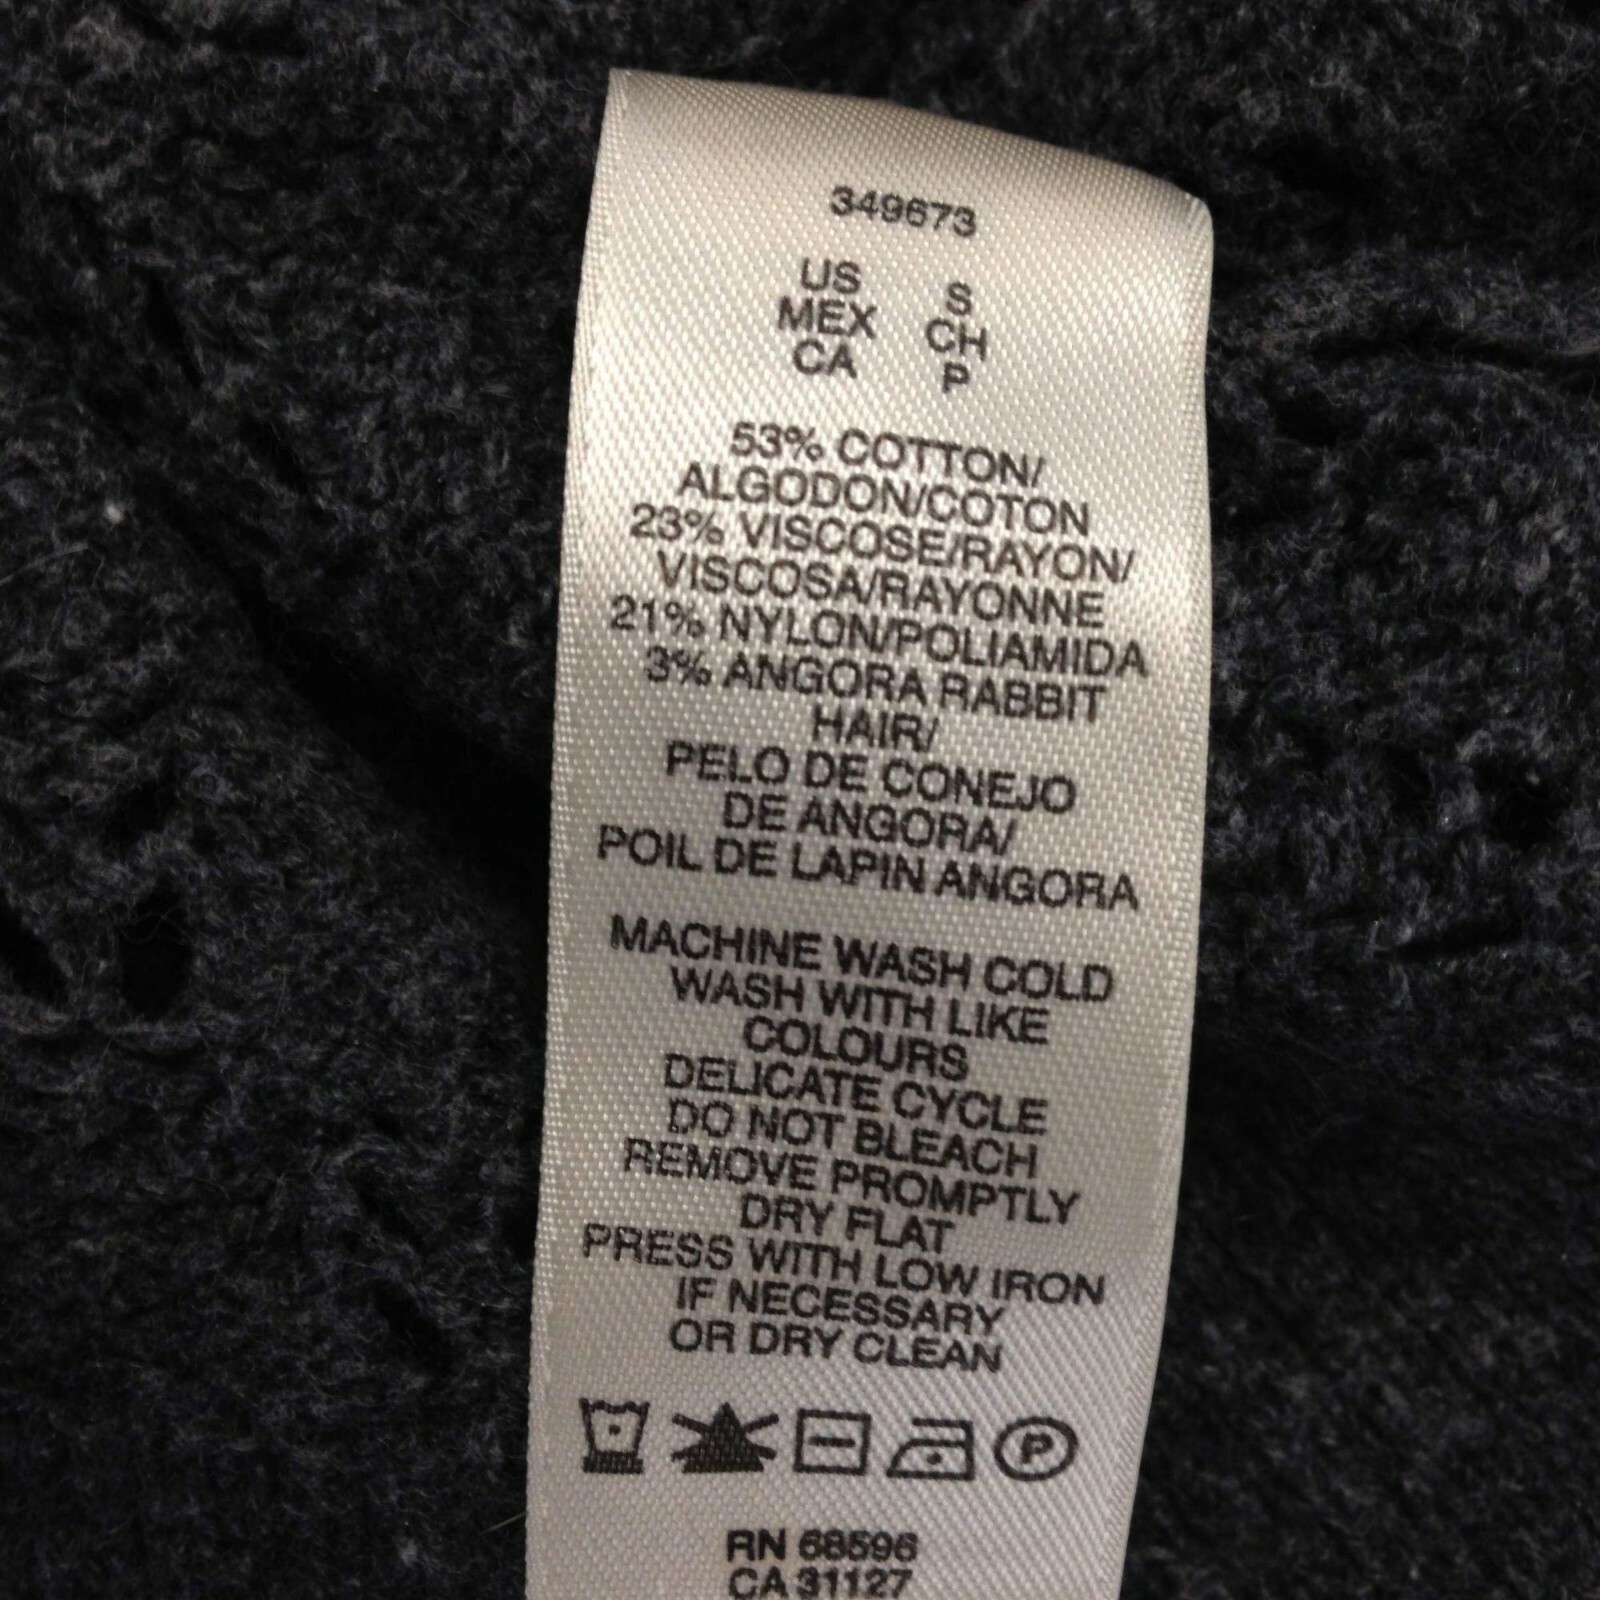 349673
US S
MEX CH
CA P
53% COTTON/
ALGODON/COTON
23% VISCOSE/RAYON/
VISCOSA/RAYONNE
21% NYLON/POLIAMIDA
3% ANGORA RABBIT
HAIR/
PELO DE CONEJO
DE ANGORA/
POIL DE LAPIN ANGORA
MACHINE WASH COLD
WASH WITH LIKE
COLOURS
DELICATE CYCLE
DO NOT BLEACH
REMOVE PROMPTLY
DRY FLAT
PRESS WITH LOW IRON
IF NECESSARY
OR DRY CLEAN
P
RN 68596
CA 31127